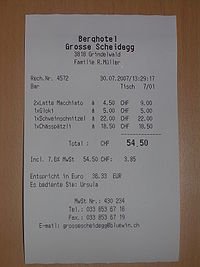 Berghotel
Grosse Scheidegg
3818 Grindelwald
Familie R.Müller
Rech.Nr. 4572 30.07.2007/13:29:17
Bar Tisch 7/01
2xLatte Macchiato à 4.50 CHF 9.00
1xGloki à 5.00 CHF 5.00
1xSchweinschnitzel à 22.00 CHF 22.00
1xChässpätzli à 18.50 CHF 18.50
Total : CHF 54.50
Incl. 7.6% MwSt 54.50 CHF: 3.85
Entspricht in Euro 36.33 EUR
Es bediente Sie: Ursula
MwSt Nr. : 430 234
Tel. : 033 853 67 16
Fax. : 033 853 67 19
E-mail: grossescheidegg@bluewin.ch